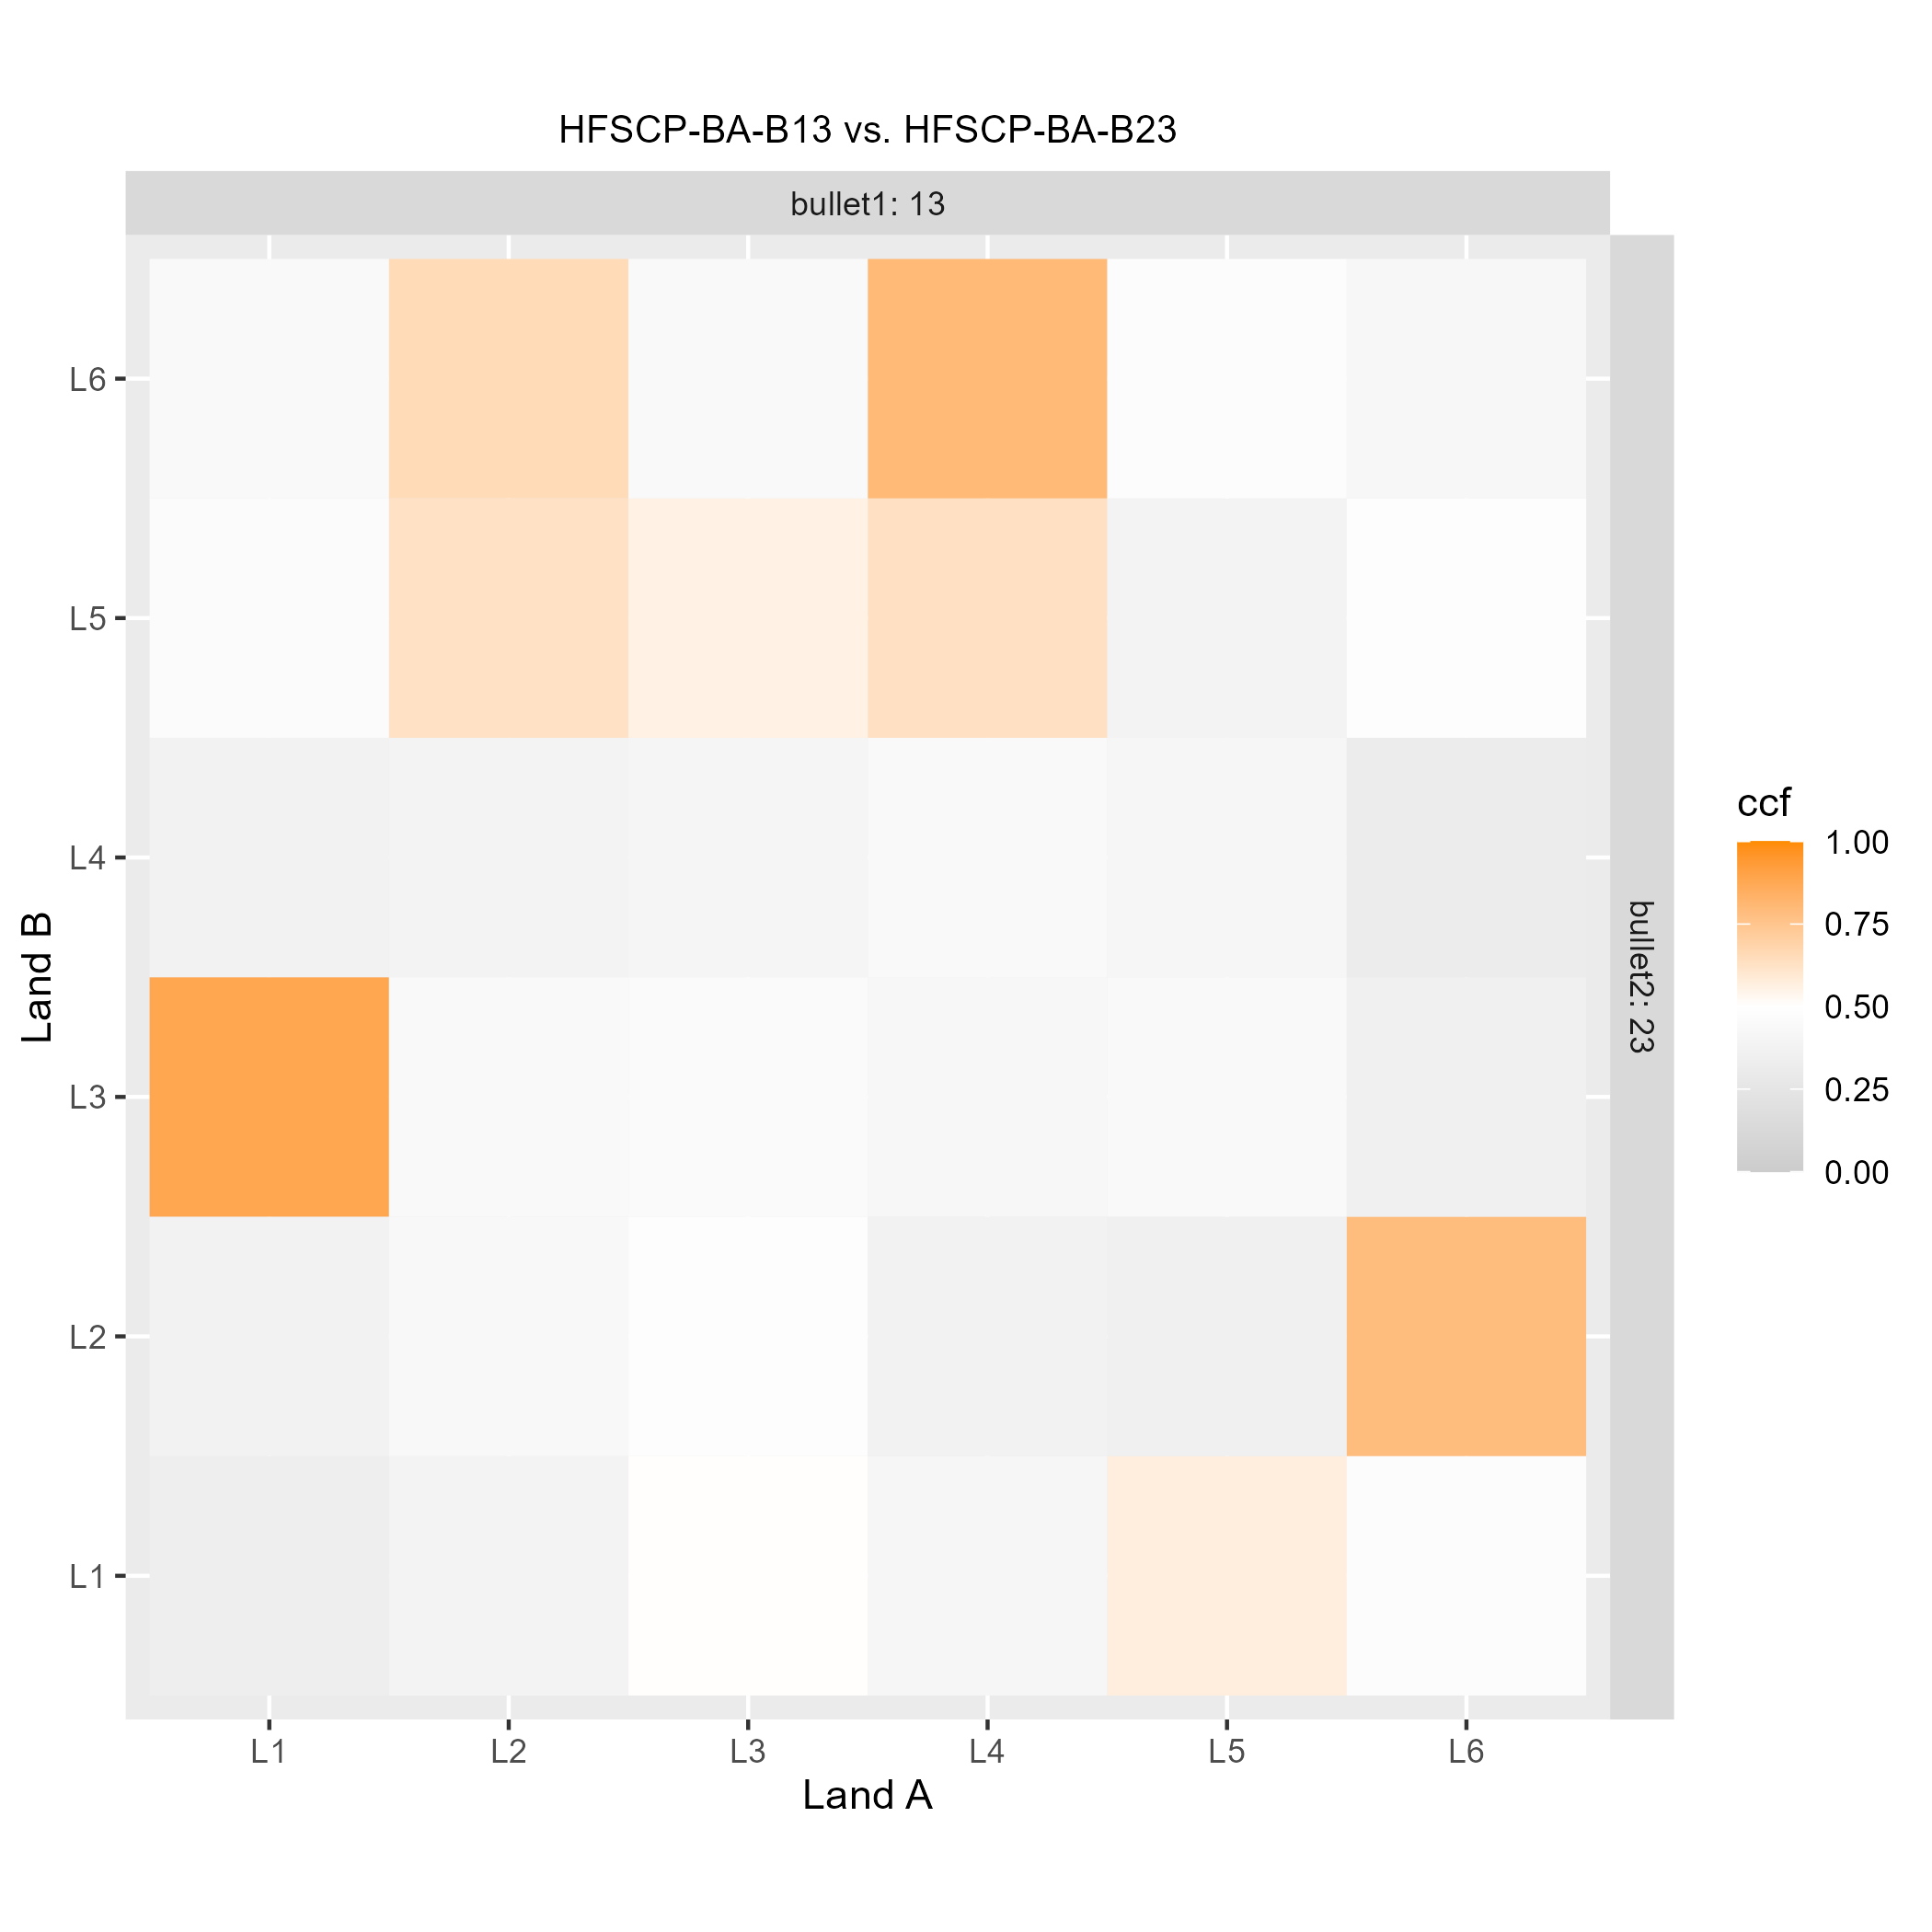 HFSCP-BA-B13 vs. HFSCP-BA-B23
bullet1: 13
L6
L5
L4
L3
L2
L1
Land B
bullet2: 23
L1 L2 L3 L4 L5 L6
Land A
ccf
1.00
0.75
0.50
0.25
0.00